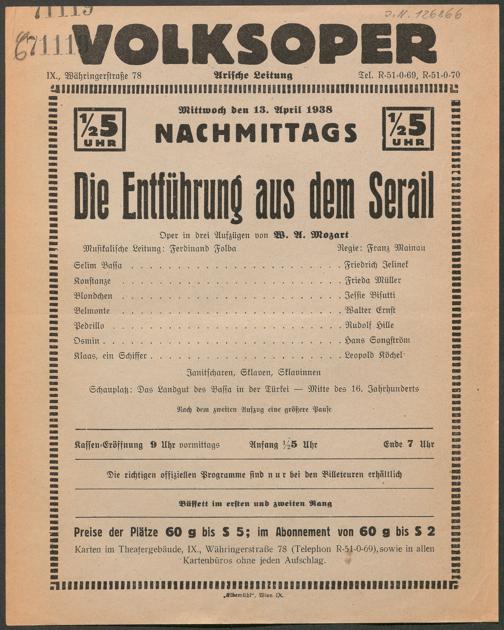 71119
671119
J.N. 126866
VOLKSOPER
IX., Währingerstraße 78 Arische Leitung Tel. R-51-0-69, R-51-0-70
Mittwoch den 13. April 1938
½5 UHR NACHMITTAGS ½5 UHR
Die Entführung aus dem Serail
Oper in drei Aufzügen von W. A. Mozart
Musikalische Leitung: Ferdinand Folba Regie: Franz Mainau
Selim Bassa . . . . . . . . . . . . . . . . . . . . Friedrich Jelinek
Konstanze . . . . . . . . . . . . . . . . . . . . Frieda Müller
Blondchen . . . . . . . . . . . . . . . . . . . . Jessie Bisutti
Belmonte . . . . . . . . . . . . . . . . . . . . Walter Ernst
Pedrillo . . . . . . . . . . . . . . . . . . . . Rudolf Hille
Osmin . . . . . . . . . . . . . . . . . . . . Hans Songström
Klaas, ein Schiffer . . . . . . . . . . . . . . . . . Leopold Köchel
Janitscharen, Sklaven, Sklavinnen
Schauplatz: Das Landgut des Bassa in der Türkei — Mitte des 16. Jahrhunderts
Nach dem zweiten Aufzug eine größere Pause
Kassen-Eröffnung 9 Uhr vormittags Anfang ½5 Uhr Ende 7 Uhr
Die richtigen offiziellen Programme sind nur bei den Billeteuren erhältlich
Büfett im ersten und zweiten Rang
Preise der Plätze 60 g bis S 5; im Abonnement von 60 g bis S 2
Karten im Theatergebäude, IX., Währingerstraße 78 (Telephon R-51-0-69), sowie in allen
Kartenbüros ohne jeden Aufschlag.
„Elbemühl", Wien IX.